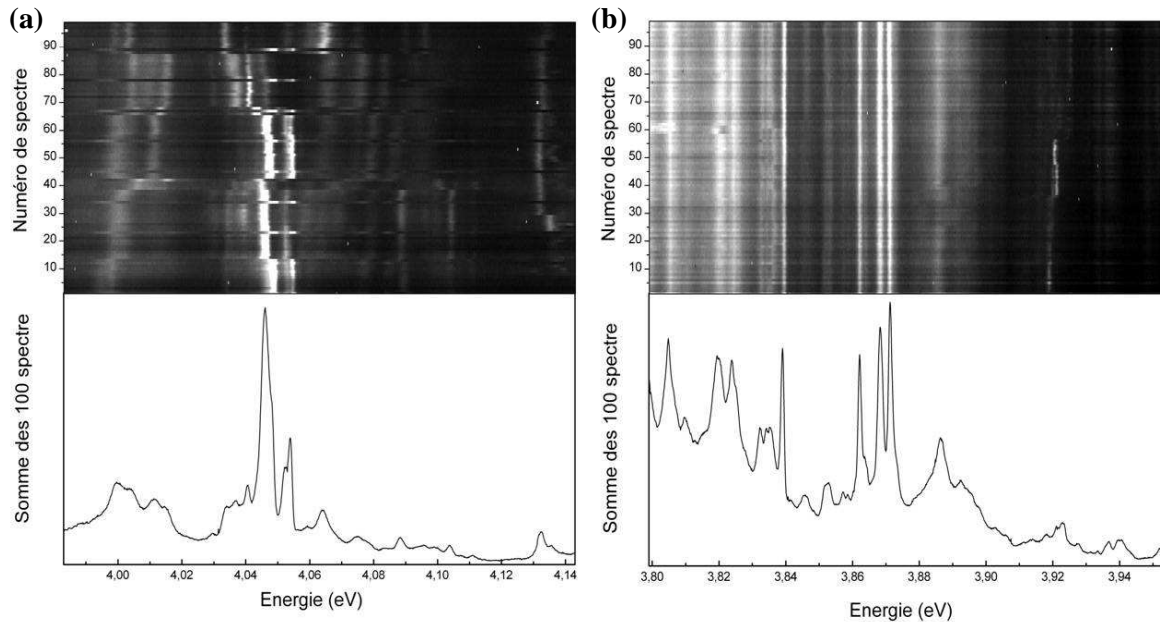 (a)
Numéro de spectre
90
80
70
60
50
40
30
20
10
Somme des 100 spectre
4,00 4,02 4,04 4,06 4,08 4,10 4,12 4,14
Energie (eV)
(b)
Numéro de spectre
90
80
70
60
50
40
30
20
10
Somme des 100 spectre
3,80 3,82 3,84 3,86 3,88 3,90 3,92 3,94
Energie (eV)